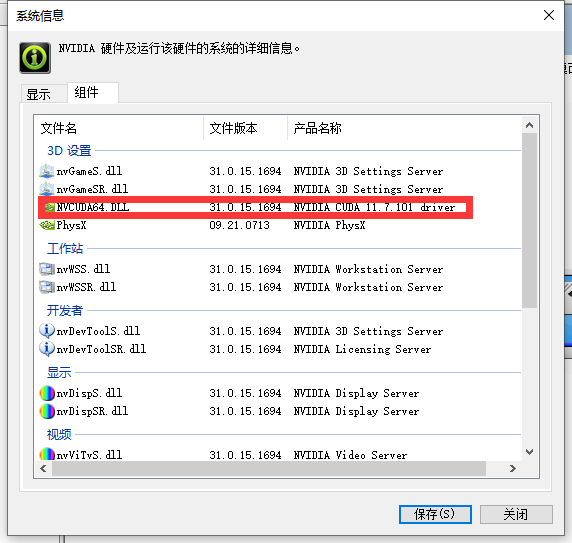 系统信息
NVIDIA 硬件及运行该硬件的系统的详细信息。
显示 组件
文件名 文件版本 产品名称
3D 设置
nvGameS.dll 31.0.15.1694 NVIDIA 3D Settings Server
nvGameSR.dll 31.0.15.1694 NVIDIA 3D Settings Server
NVCUDA64.DLL 31.0.15.1694 NVIDIA CUDA 11.7.101 driver
PhysX 09.21.0713 NVIDIA PhysX
工作站
nvWSS.dll 31.0.15.1694 NVIDIA Workstation Server
nvWSSR.dll 31.0.15.1694 NVIDIA Workstation Server
开发者
nvDevToolS.dll 31.0.15.1694 NVIDIA 3D Settings Server
nvDevToolSR.dll 31.0.15.1694 NVIDIA Licensing Server
显示
nvDispS.dll 31.0.15.1694 NVIDIA Display Server
nvDispSR.dll 31.0.15.1694 NVIDIA Display Server
视频
nvViTvS.dll 31.0.15.1694 NVIDIA Video Server
保存(S) 关闭